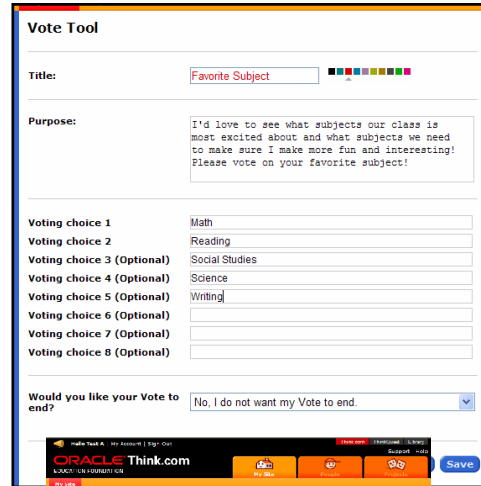 Vote Tool
Title:
Favorite Subject
Purpose:
I'd love to see what subjects our class is
most excited about and what subjects we need
to make sure I make more fun and interesting!
Please vote on your favorite subject!
Voting choice 1
Math
Voting choice 2
Reading
Voting choice 3 (Optional)
Social Studies
Voting choice 4 (Optional)
Science
Voting choice 5 (Optional)
Writing
Voting choice 6 (Optional)
Voting choice 7 (Optional)
Voting choice 8 (Optional)
Would you like your Vote to
end?
No, I do not want my Vote to end.
Hello Test A | My Account | Sign Out
Think.com ThinkQuest Library
Support Help
ORACLE Think.com
EDUCATION FOUNDATION
My Site People Projects
Save
My Site